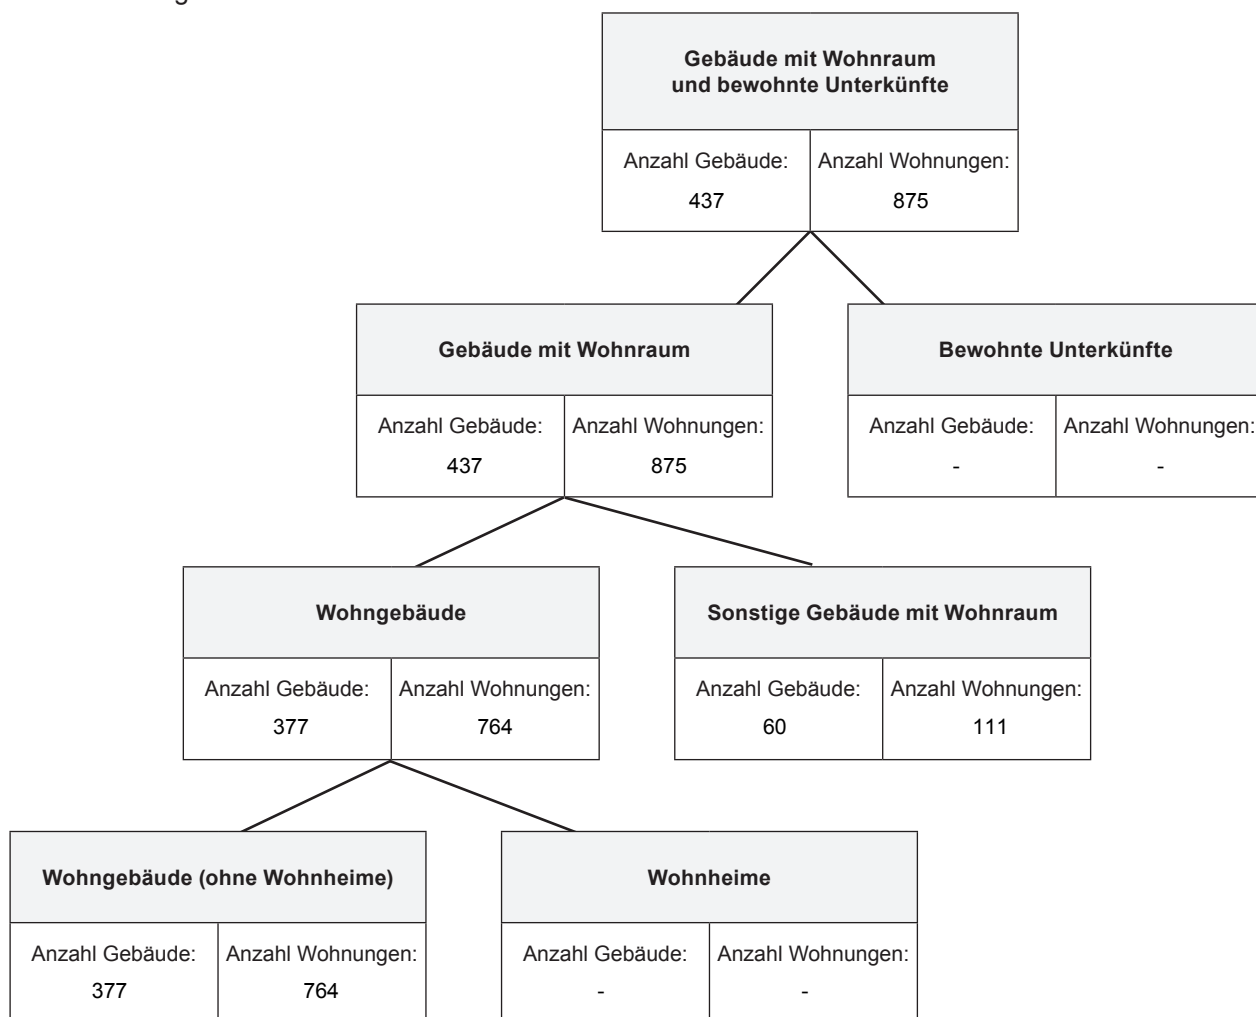 Gebäude mit Wohnraum
und bewohnte Unterkünfte
Anzahl Gebäude: Anzahl Wohnungen:
437 875
Gebäude mit Wohnraum
Anzahl Gebäude: Anzahl Wohnungen:
437 875
Bewohnte Unterkünfte
Anzahl Gebäude: Anzahl Wohnungen:
- -
Wohngebäude
Anzahl Gebäude: Anzahl Wohnungen:
377 764
Sonstige Gebäude mit Wohnraum
Anzahl Gebäude: Anzahl Wohnungen:
60 111
Wohngebäude (ohne Wohnheime)
Anzahl Gebäude: Anzahl Wohnungen:
377 764
Wohnheime
Anzahl Gebäude: Anzahl Wohnungen:
- -